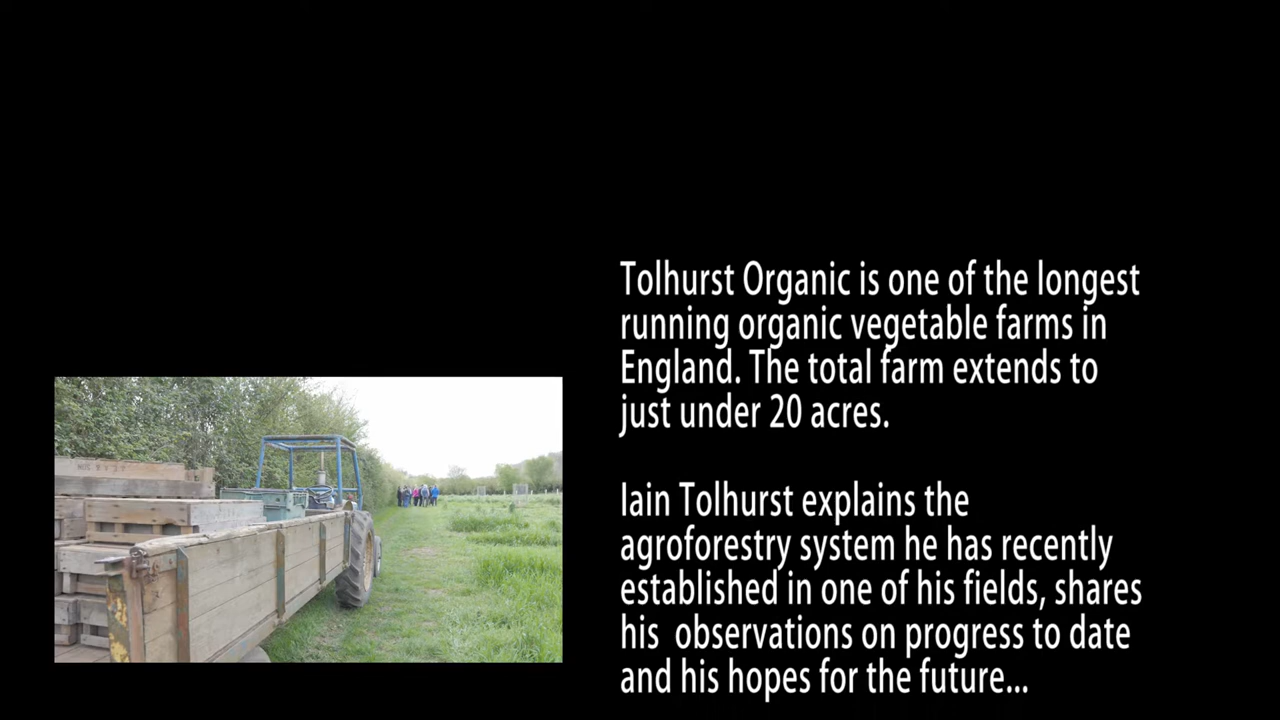 Tolhurst Organic is one of the longest
running organic vegetable farms in
England. The total farm extends to
just under 20 acres.
Iain Tolhurst explains the
agroforestry system he has recently
established in one of his fields, shares
his observations on progress to date
and his hopes for the future...